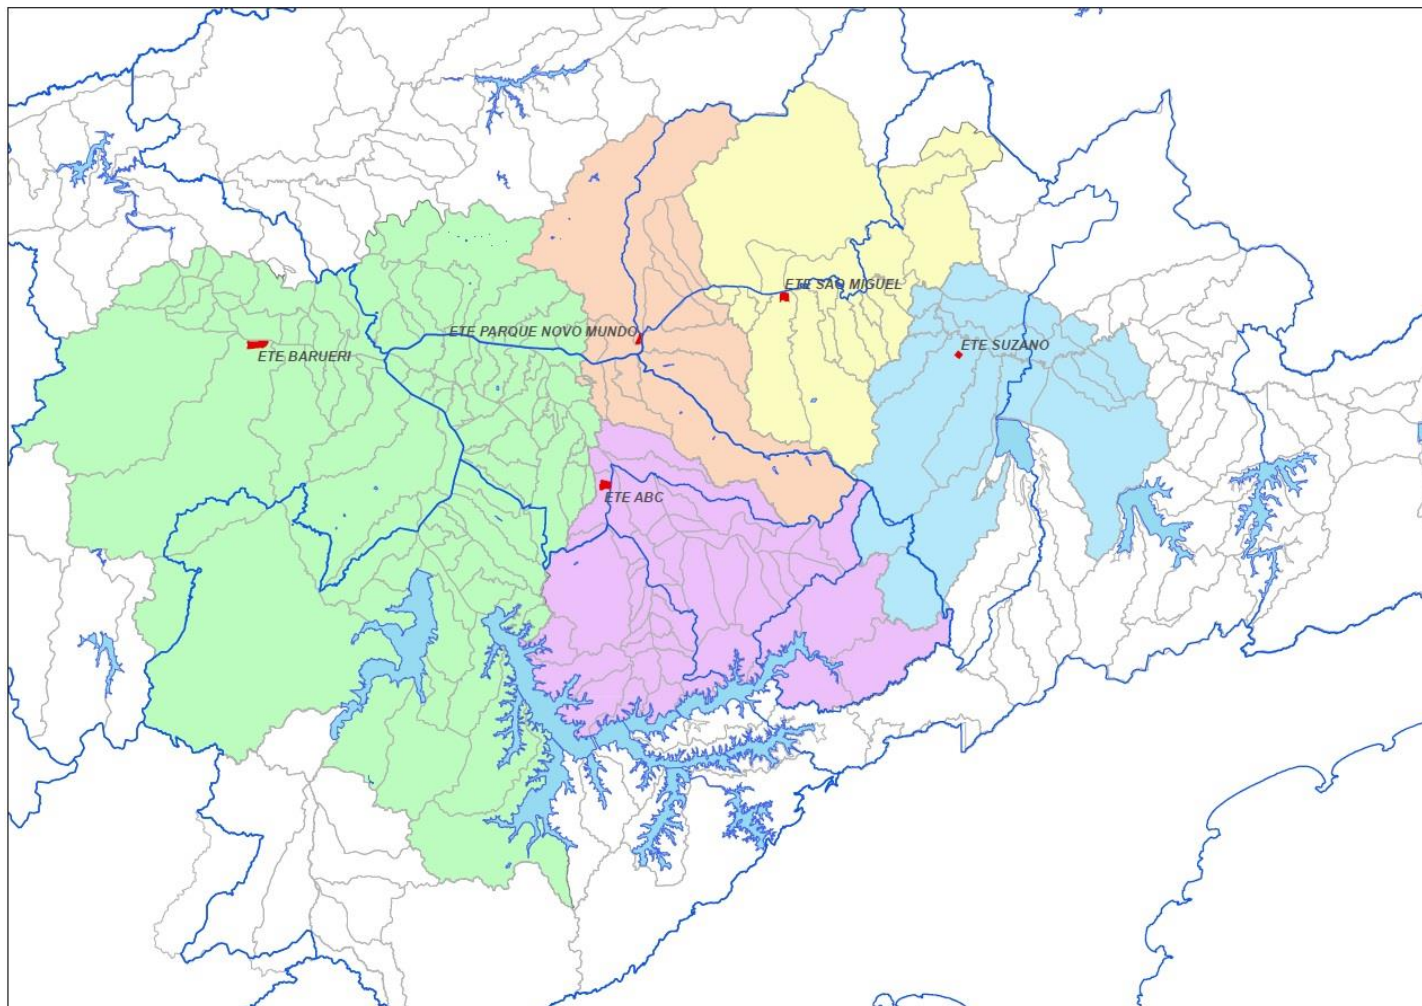 ETE SÃO MIGUEL
ETE PARQUE NOVO MUNDO
ETE BARUERI
ETE SUZANO
ETE ABC